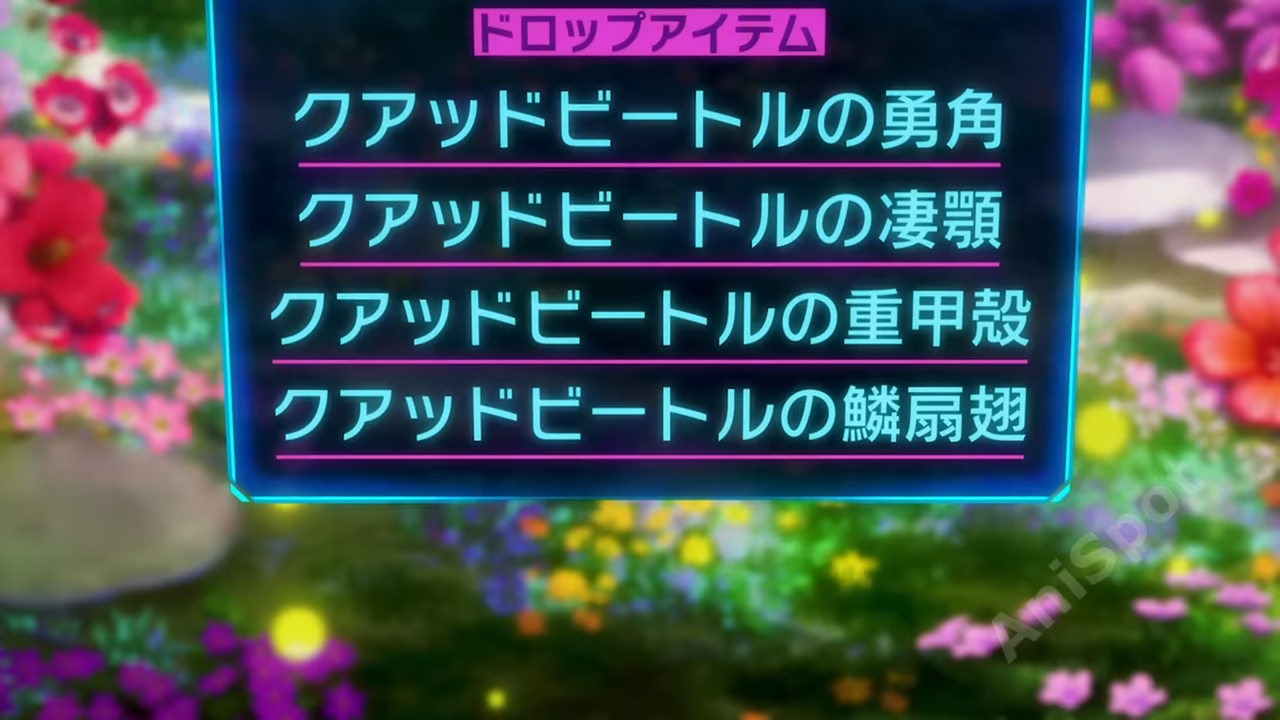 ドロップアイテム
クアッドビートルの勇角
クアッドビートルの凄顎
クアッドビートルの重甲殻
クアッドビートルの鱗扇翅
AniSpot